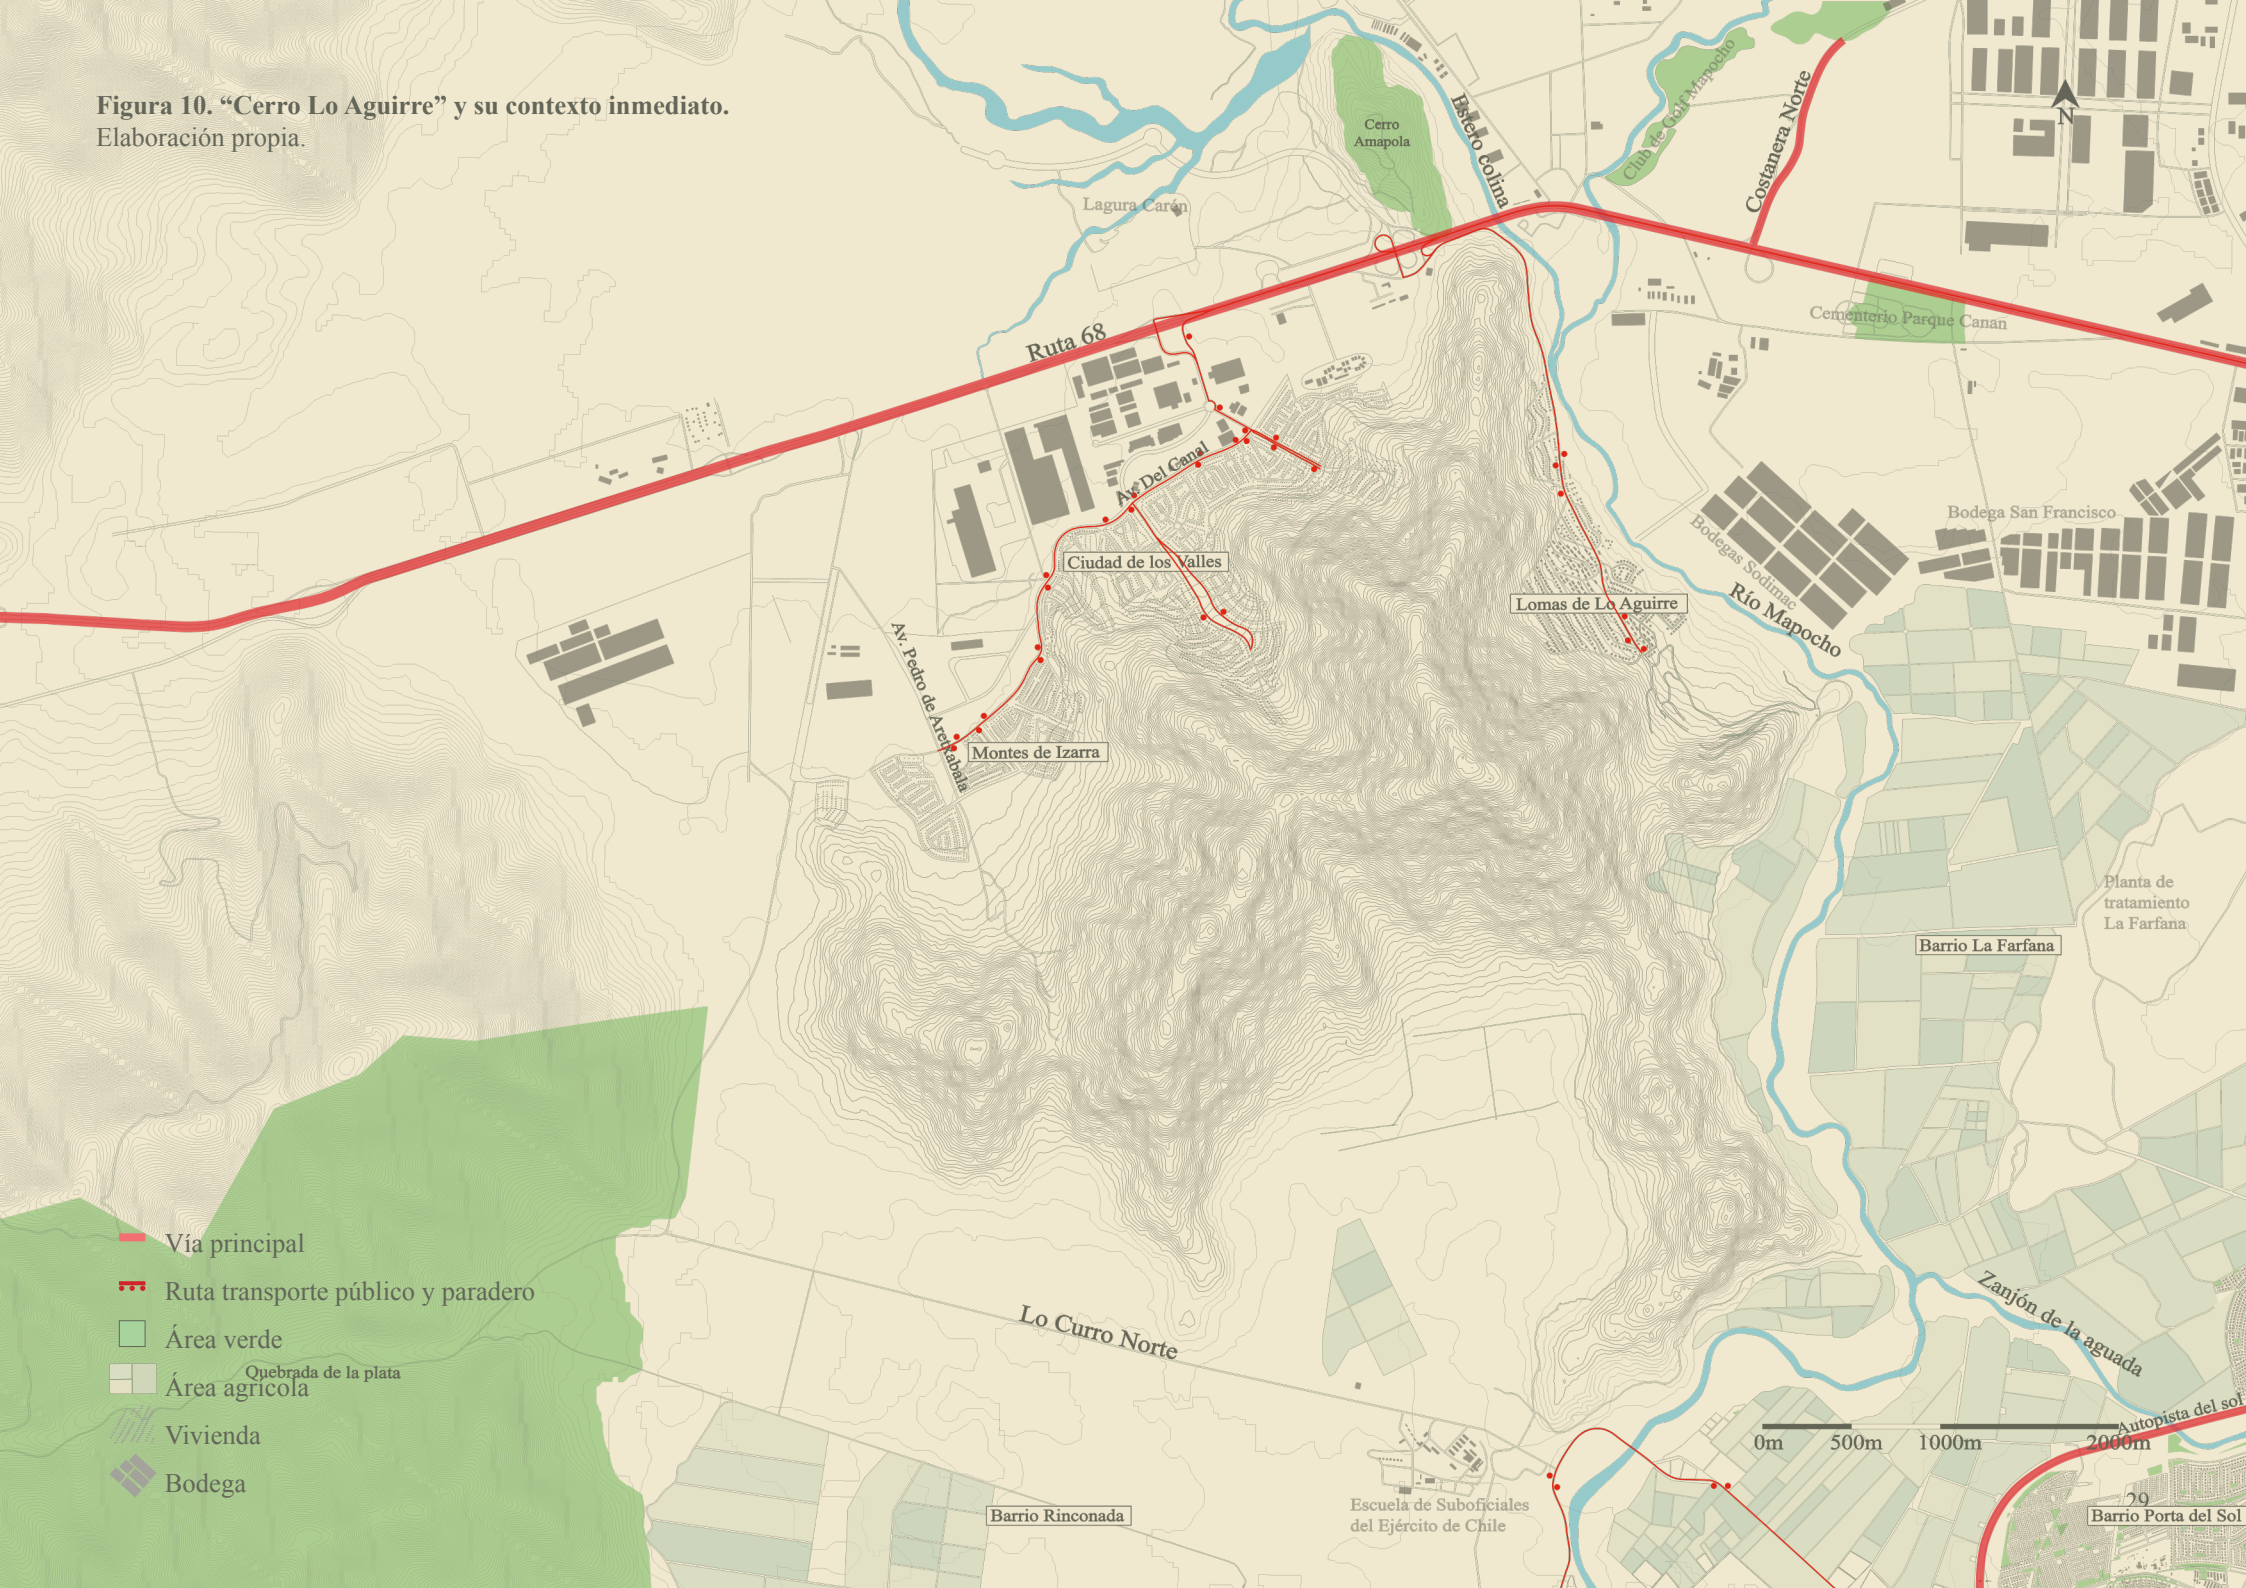 Figura 10. “Cerro Lo Aguirre” y su contexto inmediato.
Elaboración propia.
Cerro
Amapola
Estero colina
Club de Golf Mapocho
Costanera Norte
N
Lagura Carén
Ruta 68
Cementerio Parque Canán
Av. Del Canal
Bodega San Francisco
Bodegas Sodimac
Ciudad de los Valles
Lomas de Lo Aguirre
Río Mapocho
Av. Pedro de Aretxabala
Montes de Izarra
Planta de
tratamiento
La Farfana
Barrio La Farfana
Vía principal
Ruta transporte público y paradero
Área verde
Quebrada de la plata
Área agrícola
Vivienda
Bodega
Lo Curro Norte
Zanjón de la aguada
Autopista del sol
0m 500m 1000m 2000m
Escuela de Suboficiales
del Ejército de Chile
Barrio Rinconada
29
Barrio Porta del Sol